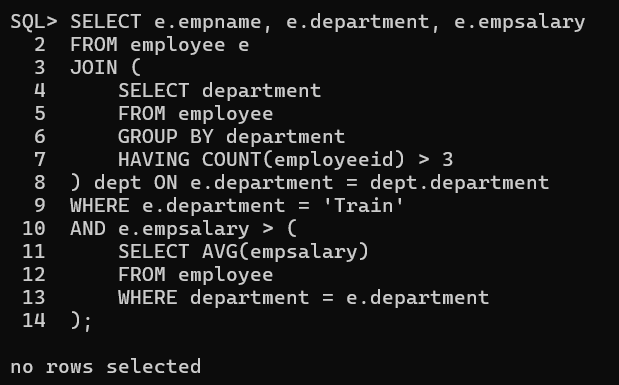 SQL> SELECT e.empname, e.department, e.empsalary
  2  FROM employee e
  3  JOIN (
  4      SELECT department
  5      FROM employee
  6      GROUP BY department
  7      HAVING COUNT(employeeid) > 3
  8  ) dept ON e.department = dept.department
  9  WHERE e.department = 'Train'
 10  AND e.empsalary > (
 11      SELECT AVG(empsalary)
 12      FROM employee
 13      WHERE department = e.department
 14  );
no rows selected